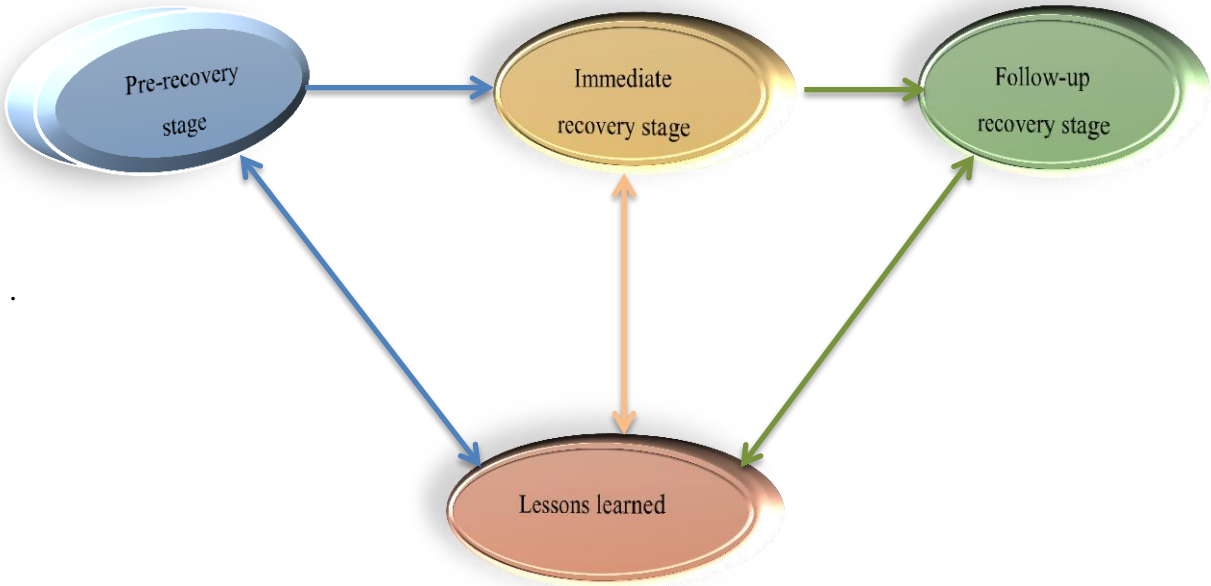 Pre-recovery
stage
Immediate
recovery stage
Follow-up
recovery stage
.
Lessons learned